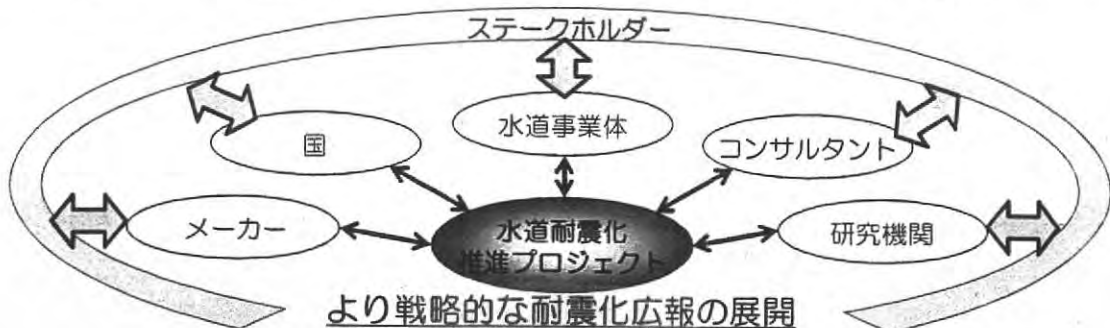 ステークホルダー
水道事業体
国
コンサルタント
メーカー
研究機関
水道耐震化
推進プロジェクト
より戦略的な耐震化広報の展開